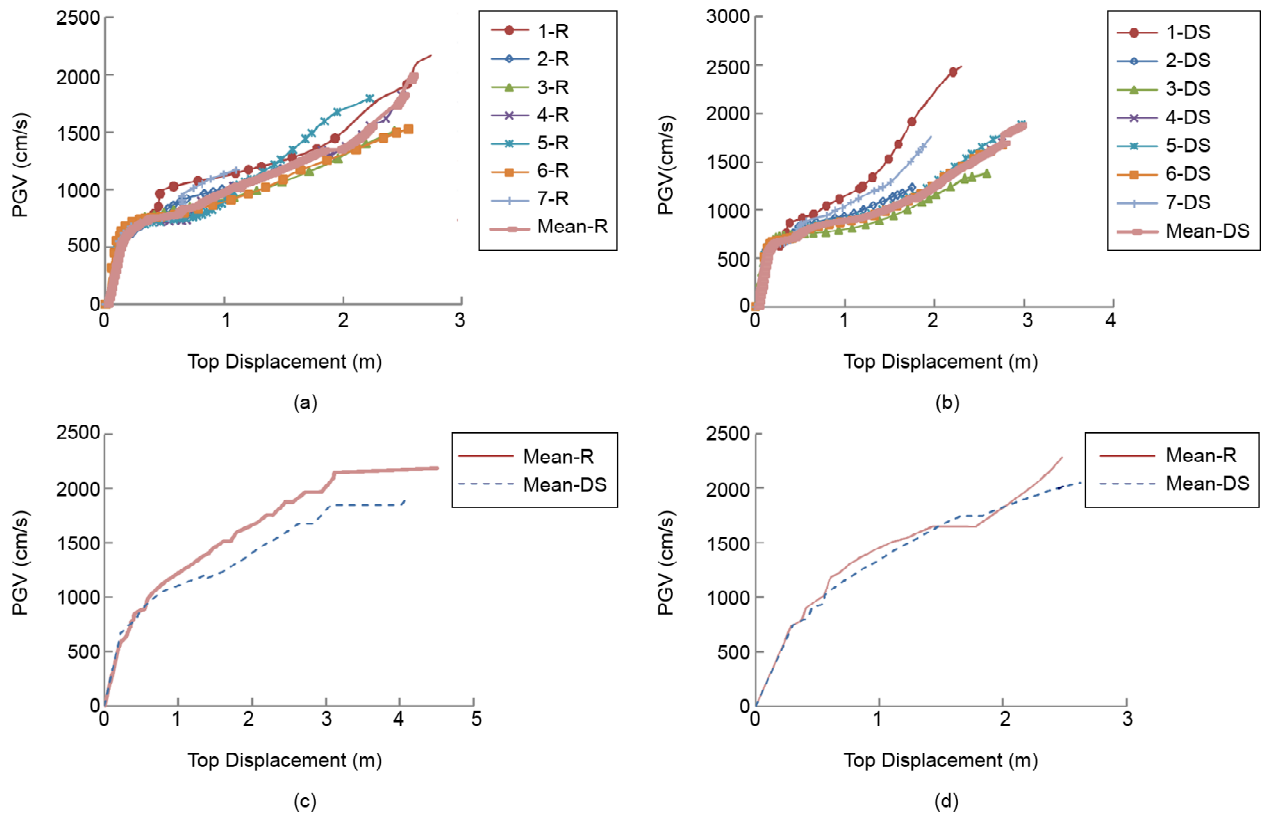 2500
2000
1500
1000
500
0
0
1
2
3
PGV (cm/s)
Top Displacement (m)
1-R
2-R
3-R
4-R
5-R
6-R
7-R
Mean-R
(a)
3000
2500
2000
1500
1000
500
0
0
1
2
3
4
PGV(cm/s)
Top Displacement (m)
1-DS
2-DS
3-DS
4-DS
5-DS
6-DS
7-DS
Mean-DS
(b)
2500
2000
1500
1000
500
0
0
1
2
3
4
5
PGV (cm/s)
Top Displacement (m)
Mean-R
Mean-DS
(c)
2500
2000
1500
1000
500
0
0
1
2
3
PGV (cm/s)
Top Displacement (m)
Mean-R
Mean-DS
(d)